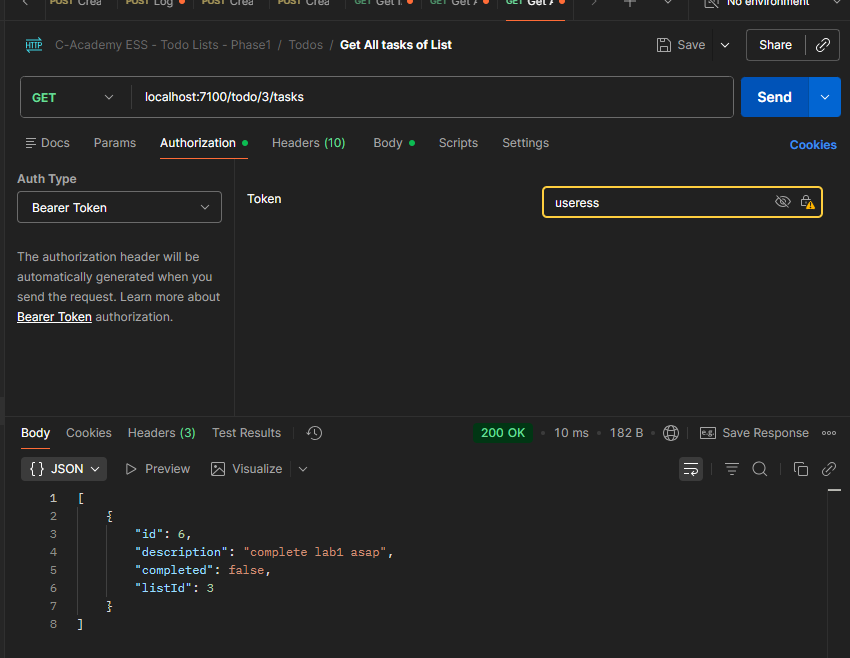 POST Crea POST Log POST Crea POST Crea GET Get GET Get GET Get No environment
HTTP C-Academy ESS - Todo Lists - Phase1 / Todos / Get All tasks of List Save Share
GET localhost:7100/todo/3/tasks Send
Docs Params Authorization Headers (10) Body Scripts Settings Cookies
Auth Type
Bearer Token
Token useress
The authorization header will be
automatically generated when you
send the request. Learn more about
Bearer Token authorization.
Body Cookies Headers (3) Test Results 200 OK • 10 ms • 182 B • e.g. Save Response
{} JSON Preview Visualize
1 [
2 {
3 "id": 6,
4 "description": "complete lab1 asap",
5 "completed": false,
6 "listId": 3
7 }
8 ]